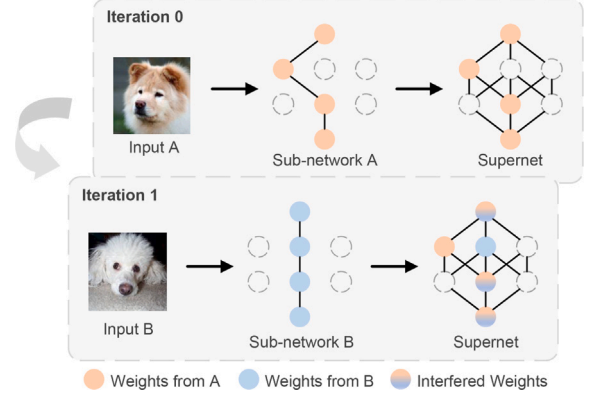 Iteration 0
Input A
Sub-network A
Supernet
Iteration 1
Input B
Sub-network B
Supernet
Weights from A
Weights from B
Interfered Weights